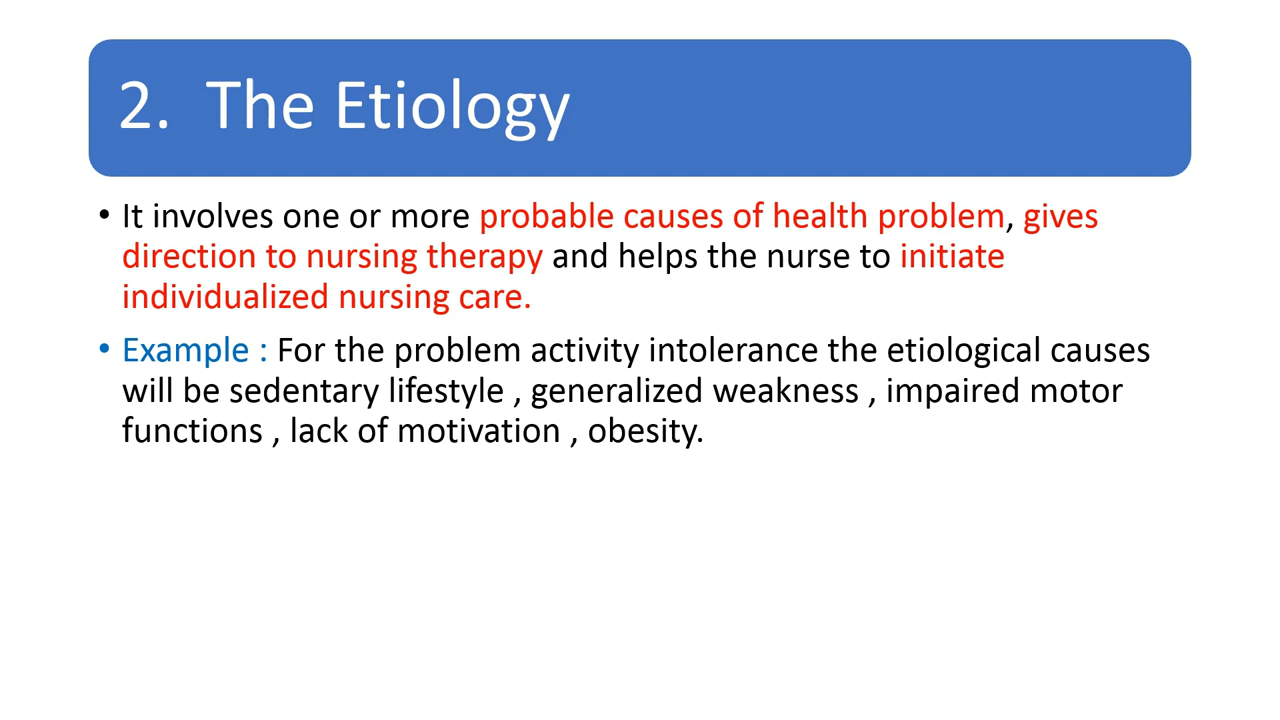 2. The Etiology
• It involves one or more probable causes of health problem, gives
direction to nursing therapy and helps the nurse to initiate
individualized nursing care.
• Example : For the problem activity intolerance the etiological causes
will be sedentary lifestyle , generalized weakness , impaired motor
functions , lack of motivation , obesity.